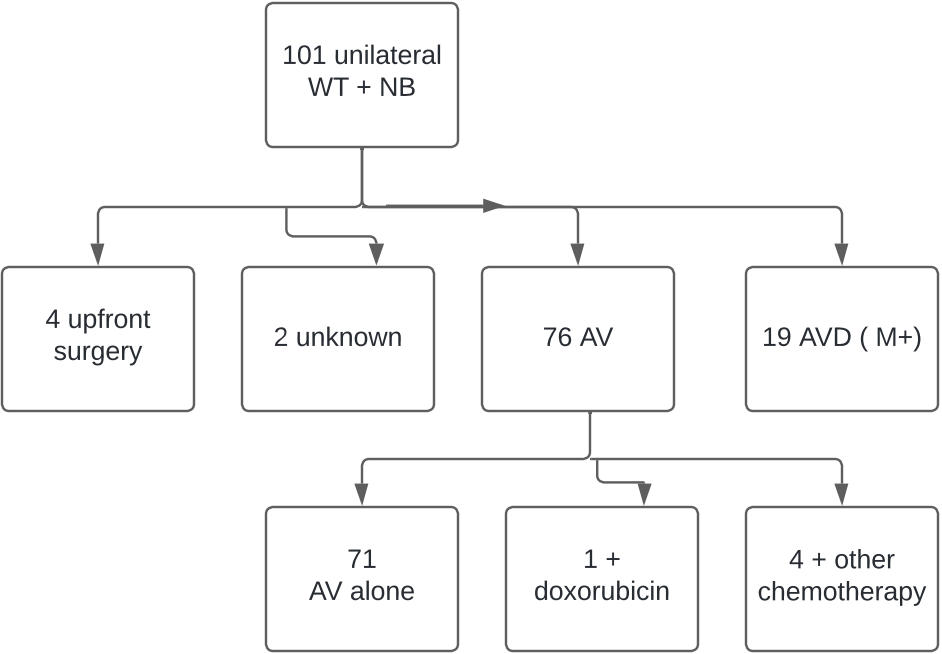 101 unilateral
WT + NB
4 upfront
surgery
2 unknown
76 AV
19 AVD ( M+)
71
AV alone
1 +
doxorubicin
4 + other
chemotherapy